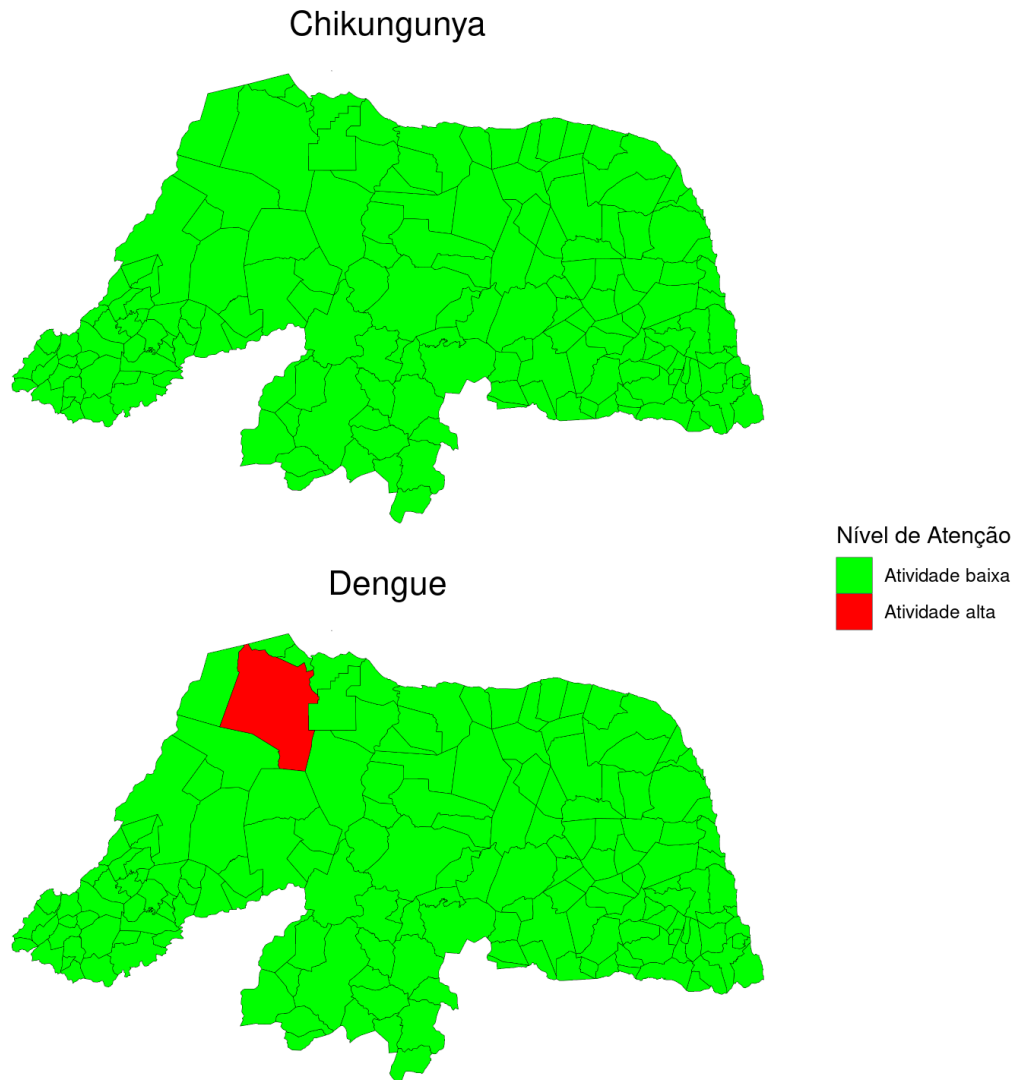 Chikungunya
Nível de Atenção
Atividade baixa
Atividade alta
Dengue